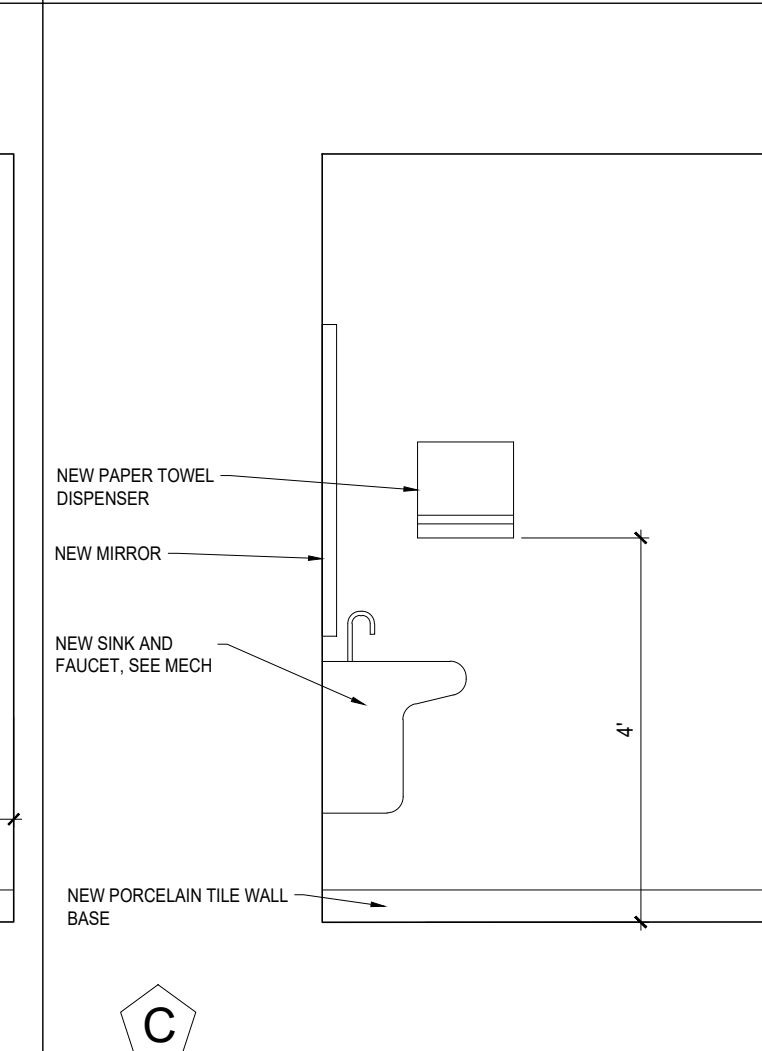 NEW PAPER TOWEL
DISPENSER
NEW MIRROR
NEW SINK AND
FAUCET, SEE MECH
4'
NEW PORCELAIN TILE WALL
BASE
C